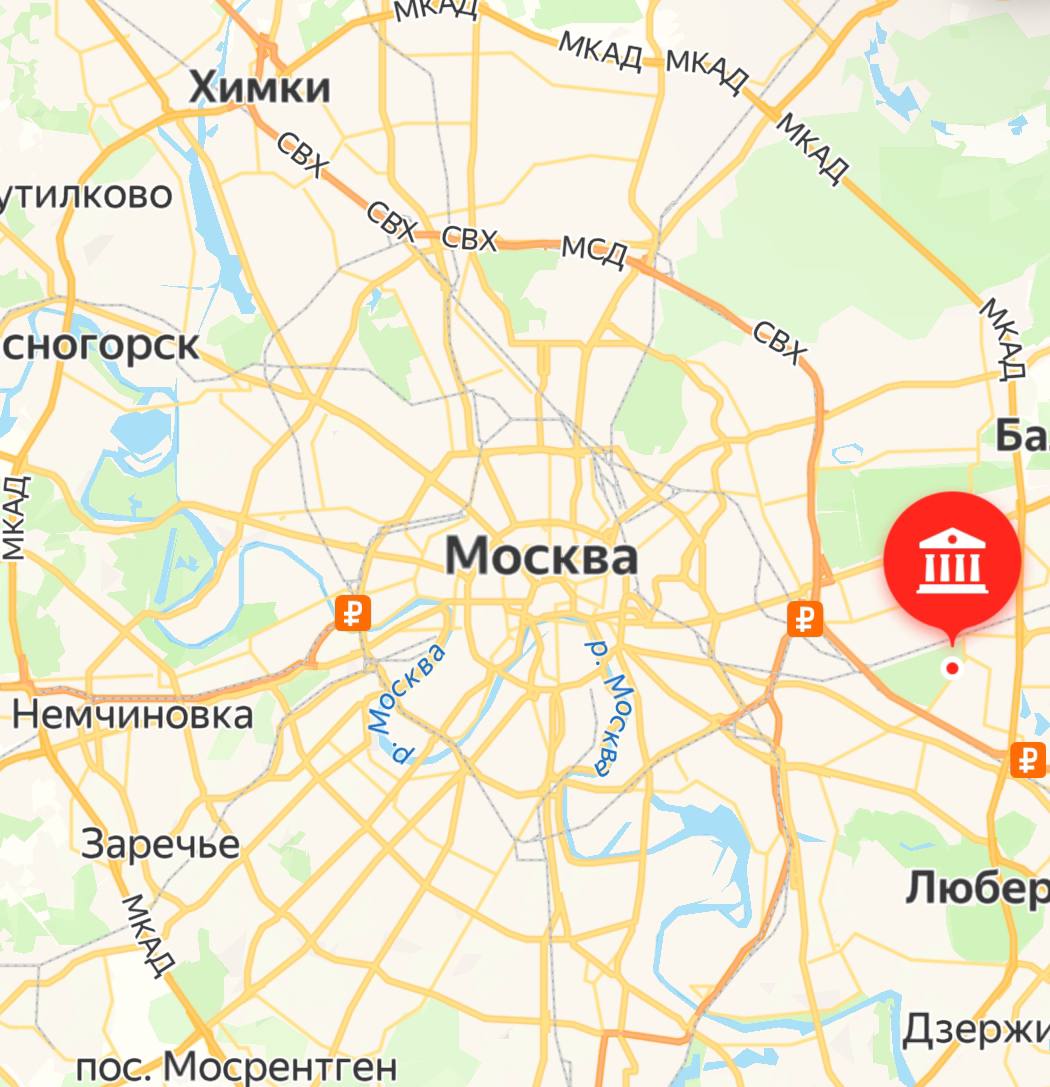 МКАД
МКАД
МКАД
Химки
МКАД
СВХ
утилково
СВХ
СВХ
МСД
МКАД
СВХ
сногорск
Ба
МКАД
Москва
₽
₽
р. Москва
р. Москва
Немчиновка
₽
Заречье
Любер
МКАД
Дзержи
пос. Мосрентген